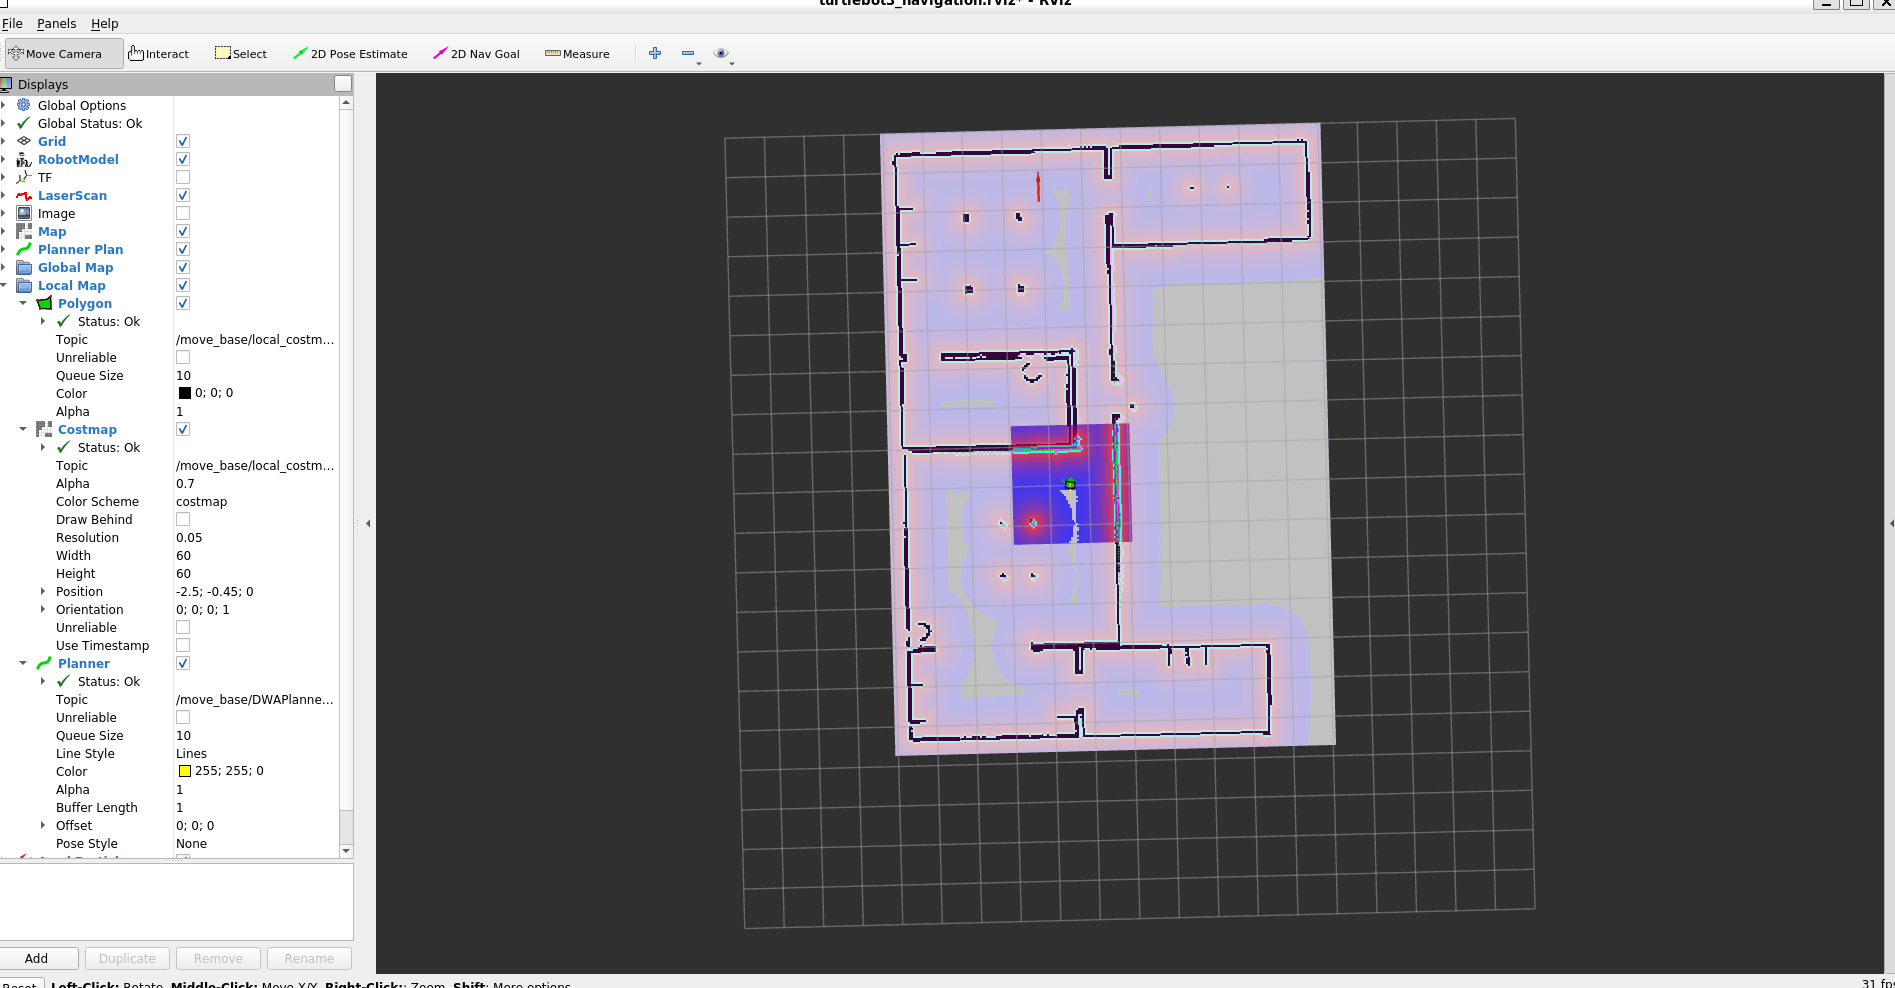 turtlebot3_navigation.rviz* - RViz
File Panels Help
Move Camera Interact Select 2D Pose Estimate 2D Nav Goal Measure
Displays
Global Options
Global Status: Ok
Grid
RobotModel
TF
LaserScan
Image
Map
Planner Plan
Global Map
Local Map
Polygon
Status: Ok
Topic /move_base/local_costm...
Unreliable
Queue Size 10
Color 0; 0; 0
Alpha 1
Costmap
Status: Ok
Topic /move_base/local_costm...
Alpha 0.7
Color Scheme costmap
Draw Behind
Resolution 0.05
Width 60
Height 60
Position -2.5; -0.45; 0
Orientation 0; 0; 0; 1
Unreliable
Use Timestamp
Planner
Status: Ok
Topic /move_base/DWAPlanne...
Unreliable
Queue Size 10
Line Style Lines
Color 255; 255; 0
Alpha 1
Buffer Length 1
Offset 0; 0; 0
Pose Style None
Add Duplicate Remove Rename
Reset Left-Click: Rotate. Middle-Click: Move X/Y. Right-Click:: Zoom. Shift: More options. 31 fps